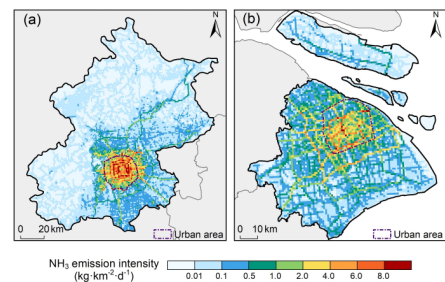 (a)
N
0 20 km
Urban area
(b)
N
0 10 km
Urban area
NH₃ emission intensity
(kg·km⁻²·d⁻¹)
0.01 0.1 0.5 1.0 2.0 4.0 6.0 8.0